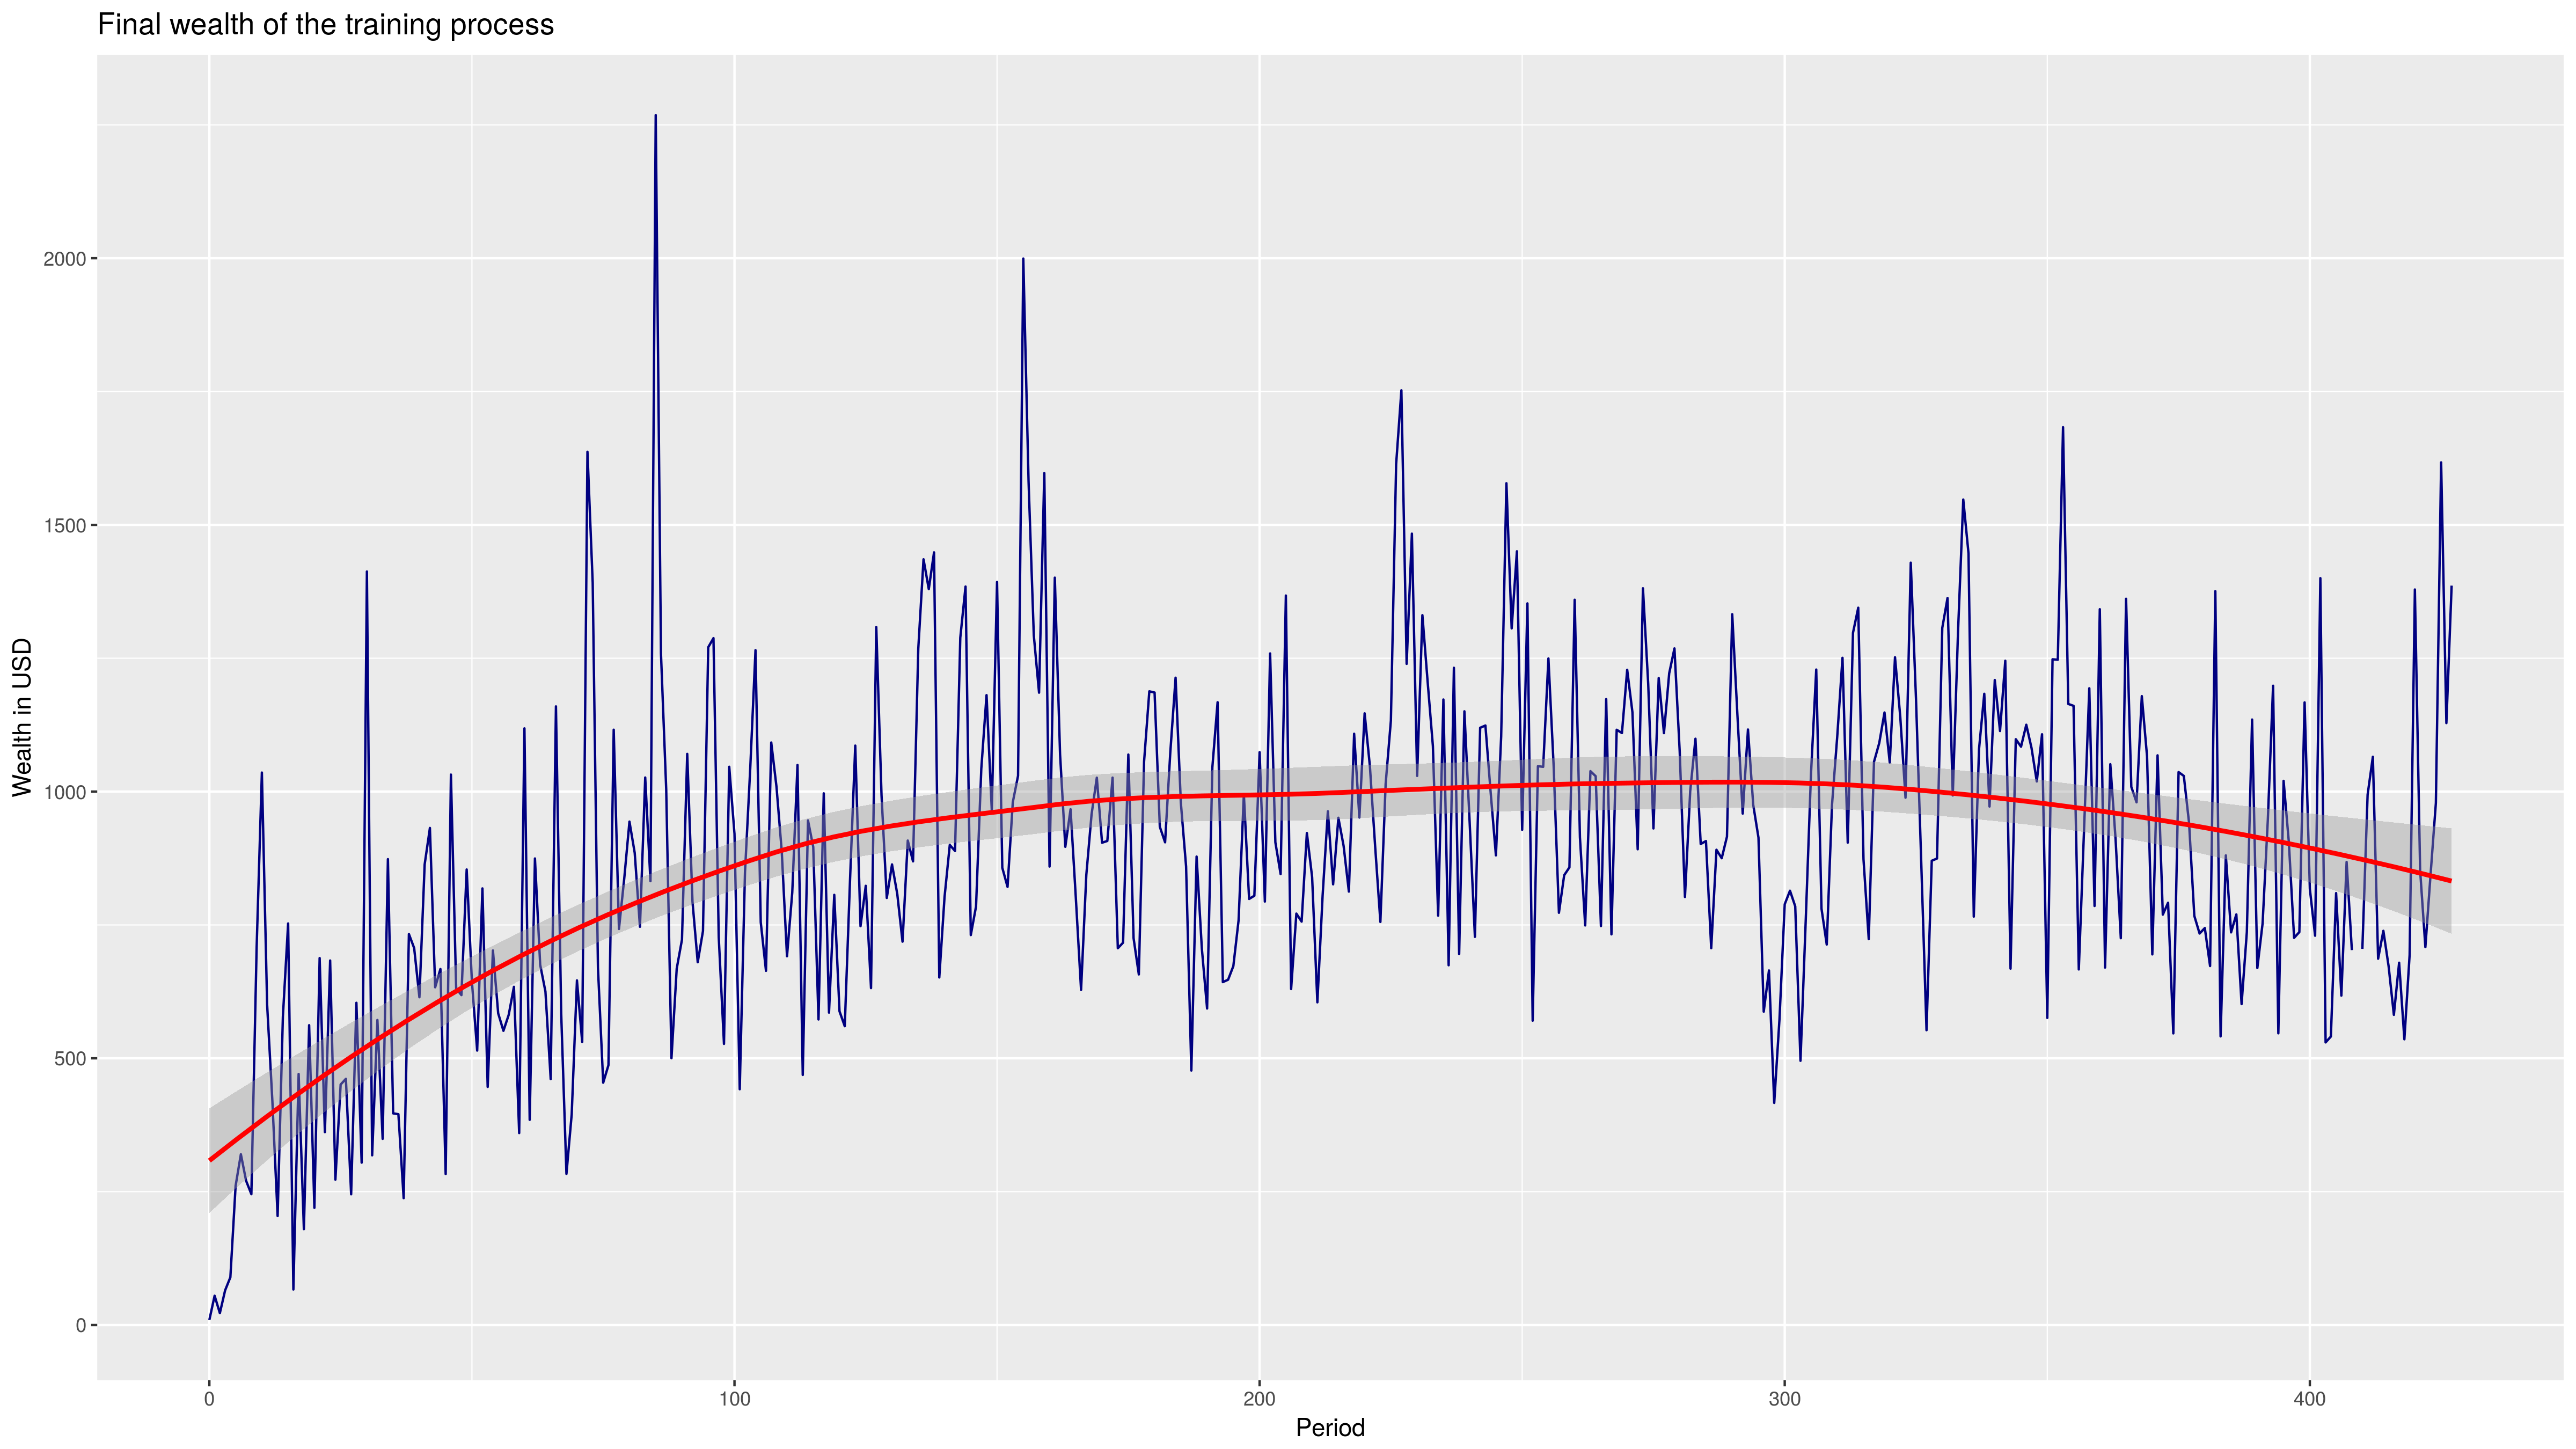 Final wealth of the training process
Wealth in USD
2000
1500
1000
500
0
0 100 200 300 400
Period